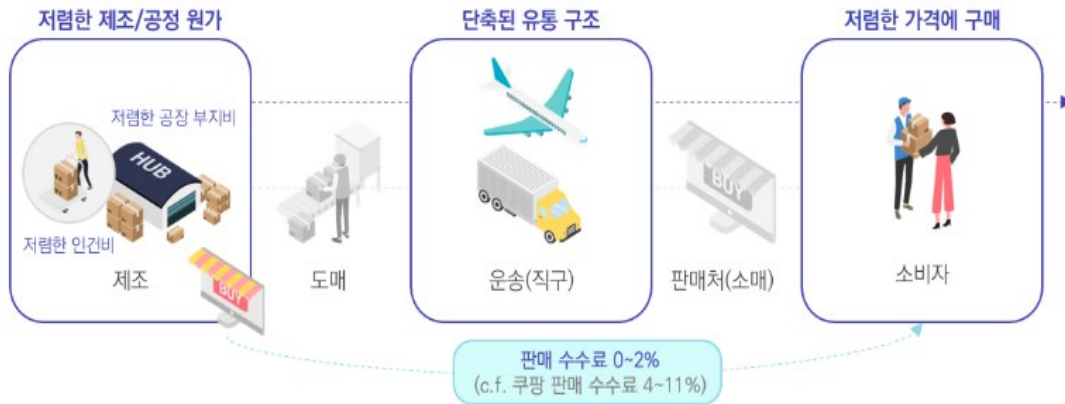 저렴한 제조/공정 원가
단축된 유통 구조
저렴한 가격에 구매
저렴한 공장 부지비
HUB
저렴한 인건비
BUY
BUY
제조
도매
운송(직구)
판매처(소매)
소비자
판매 수수료 0~2%
(c.f. 쿠팡 판매 수수료 4~11%)